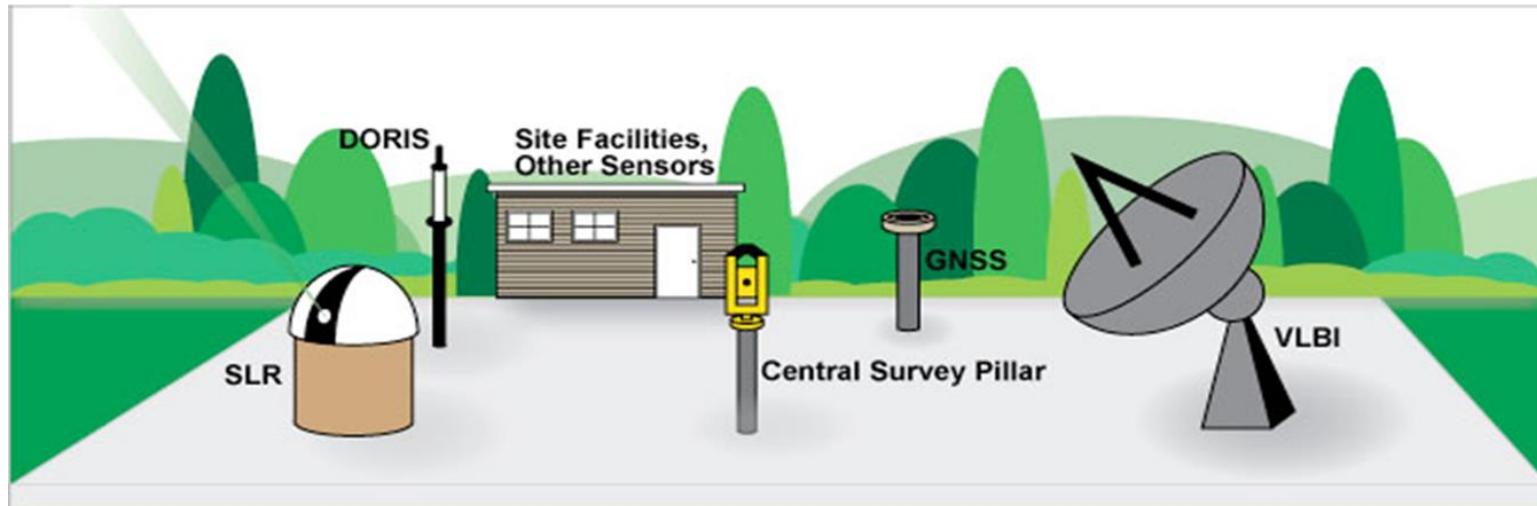 DORIS
Site Facilities,
Other Sensors
GNSS
VLBI
SLR
Central Survey Pillar